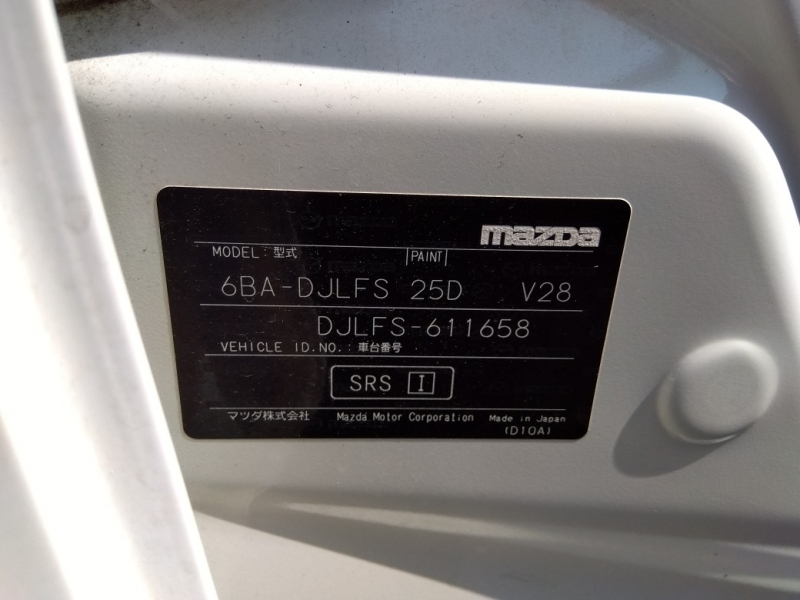 mazda
MODEL : 型式 PAINT
6BA-DJLFS 25D V28
DJLFS-611658
VEHICLE ID.NO. : 車台番号
SRS I
マツダ株式会社 Mazda Motor Corporation Made in Japan
(D10A)